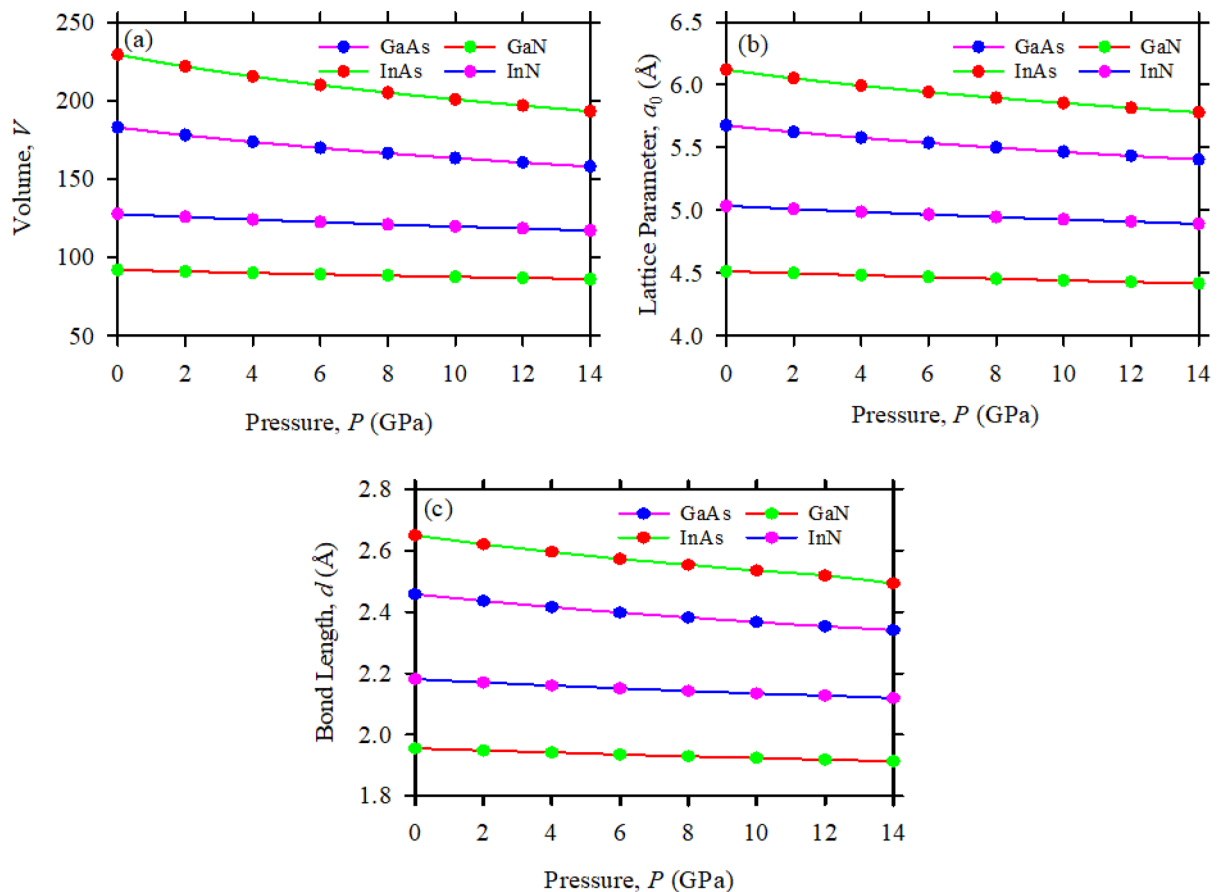 (a)
GaAs GaN
InAs InN
250
200
150
100
50
Volume, V
0 2 4 6 8 10 12 14
Pressure, P (GPa)
(b)
GaAs GaN
InAs InN
6.5
6.0
5.5
5.0
4.5
4.0
Lattice Parameter, a0 (Å)
0 2 4 6 8 10 12 14
Pressure, P (GPa)
(c)
GaAs GaN
InAs InN
2.8
2.6
2.4
2.2
2.0
1.8
Bond Length, d (Å)
0 2 4 6 8 10 12 14
Pressure, P (GPa)